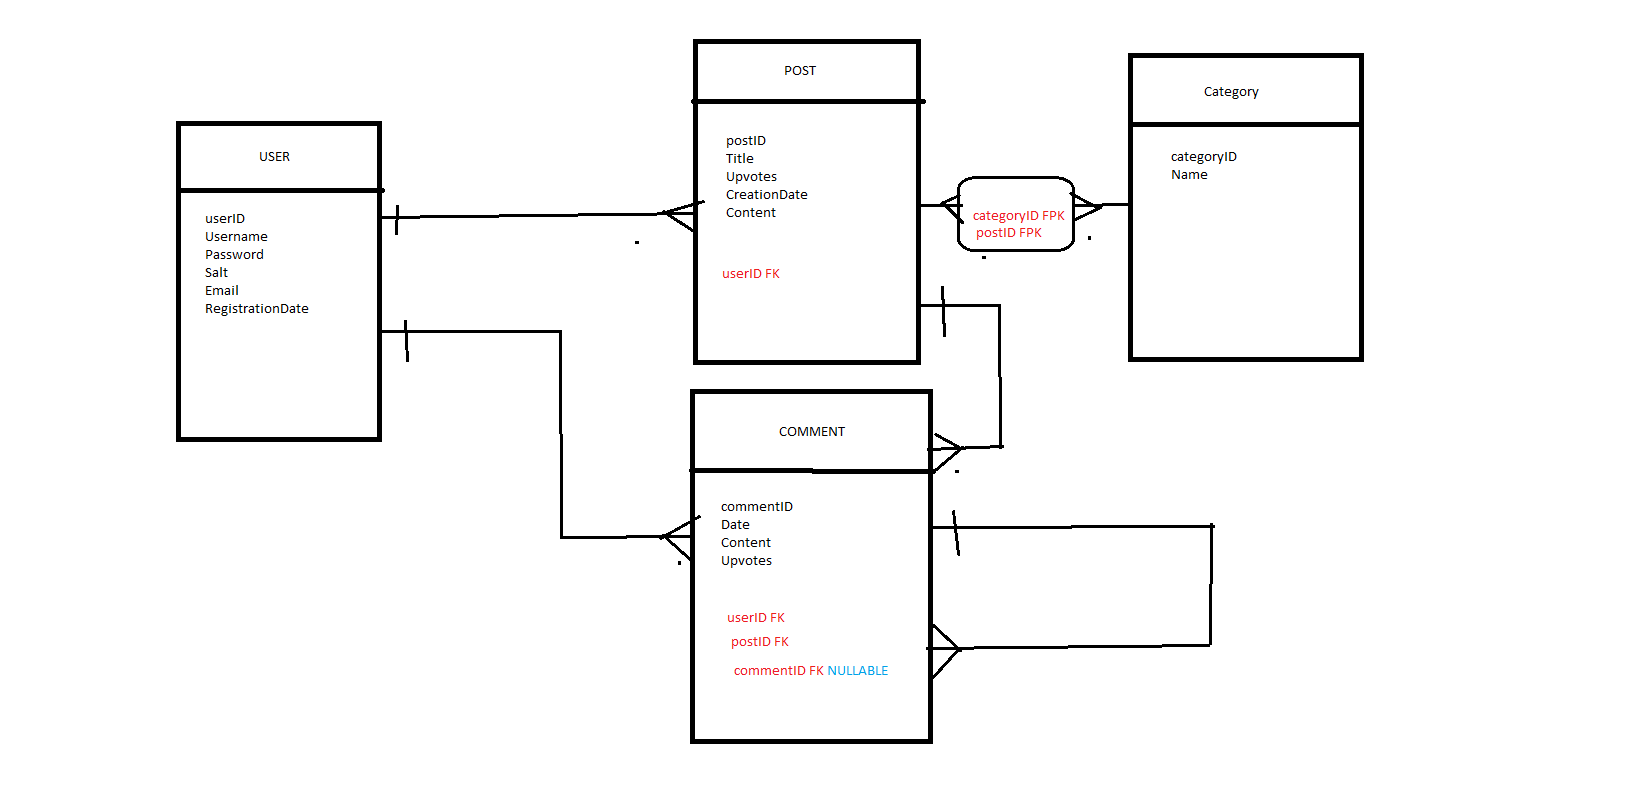 USER
userID
Username
Password
Salt
Email
RegistrationDate
POST
postID
Title
Upvotes
CreationDate
Content
userID FK
categoryID FPK
postID FPK
Category
categoryID
Name
COMMENT
commentID
Date
Content
Upvotes
userID FK
postID FK
commentID FK NULLABLE